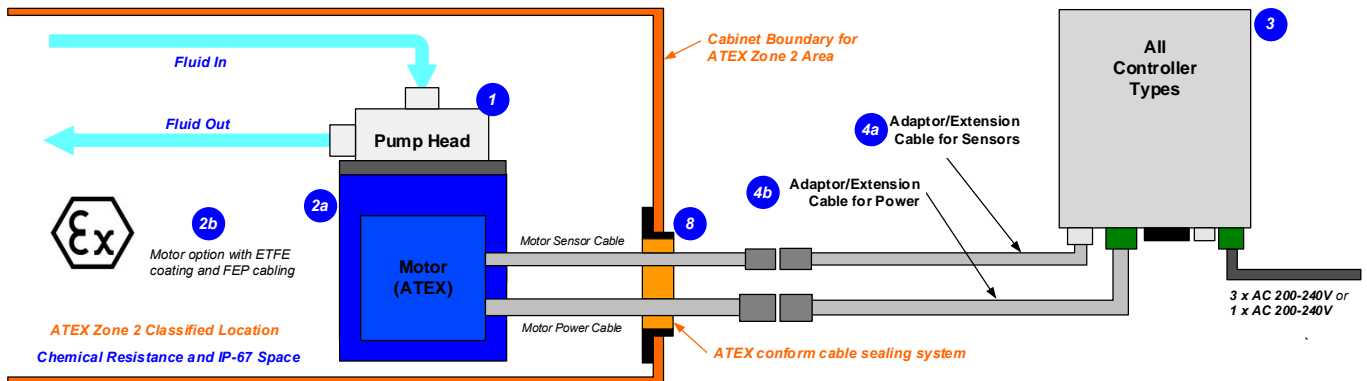 Fluid In
Fluid Out
1
Pump Head
2a
2b
Motor option with ETFE
coating and FEP cabling
Motor
(ATEX)
εx
ATEX Zone 2 Classified Location
Chemical Resistance and IP-67 Space
Cabinet Boundary for
ATEX Zone 2 Area
8
Motor Sensor Cable
Motor Power Cable
ATEX conform cable sealing system
4a
Adaptor/Extension
Cable for Sensors
4b
Adaptor/Extension
Cable for Power
3
All
Controller
Types
3 x AC 200-240V or
1 x AC 200-240V